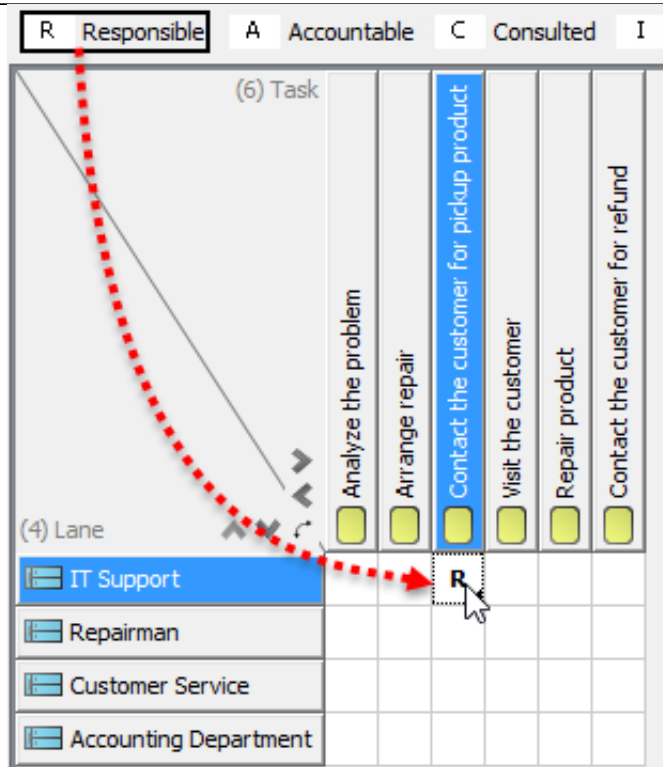 R Responsible A Accountable C Consulted I
(6) Task
Analyze the problem
Arrange repair
Contact the customer for pickup product
Visit the customer
Repair product
Contact the customer for refund
(4) Lane
IT Support R
Repairman
Customer Service
Accounting Department